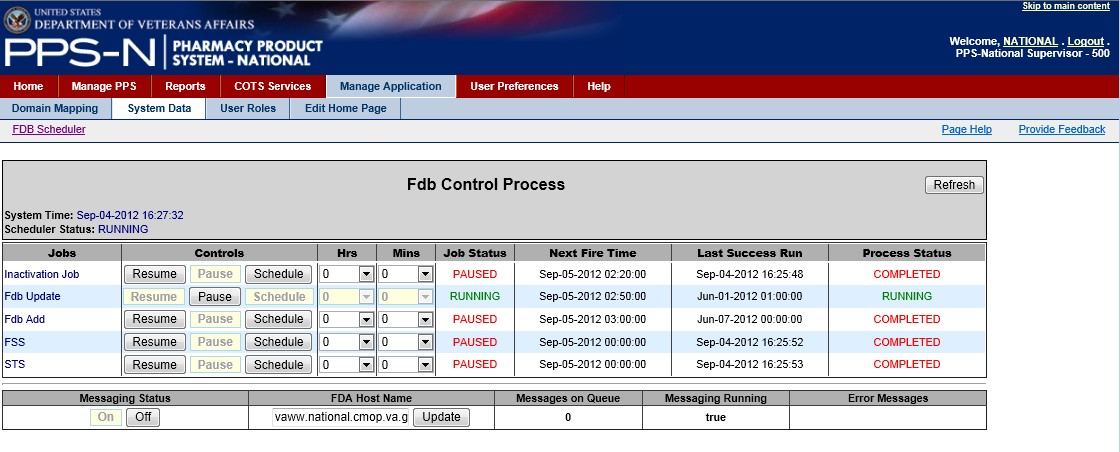 Skip to main content
UNITED STATES
DEPARTMENT OF VETERANS AFFAIRS
PPS-N PHARMACY PRODUCT
SYSTEM - NATIONAL
Welcome, NATIONAL . Logout .
PPS-National Supervisor - 500
Home Manage PPS Reports COTS Services Manage Application User Preferences Help
Domain Mapping System Data User Roles Edit Home Page
FDB Scheduler Page Help Provide Feedback
Fdb Control Process Refresh
System Time: Sep-04-2012 16:27:32
Scheduler Status: RUNNING
Jobs Controls Hrs Mins Job Status Next Fire Time Last Success Run Process Status
Inactivation Job Resume Pause Schedule 0 0 PAUSED Sep-05-2012 02:20:00 Sep-04-2012 16:25:48 COMPLETED
Fdb Update Resume Pause Schedule 0 0 RUNNING Sep-05-2012 02:50:00 Jun-01-2012 01:00:00 RUNNING
Fdb Add Resume Pause Schedule 0 0 PAUSED Sep-05-2012 03:00:00 Jun-07-2012 00:00:00 COMPLETED
FSS Resume Pause Schedule 0 0 PAUSED Sep-05-2012 00:00:00 Sep-04-2012 16:25:52 COMPLETED
STS Resume Pause Schedule 0 0 PAUSED Sep-05-2012 00:00:00 Sep-04-2012 16:25:53 COMPLETED
Messaging Status FDA Host Name Messages on Queue Messaging Running Error Messages
On Off vaww.national.cmop.va.g Update 0 true